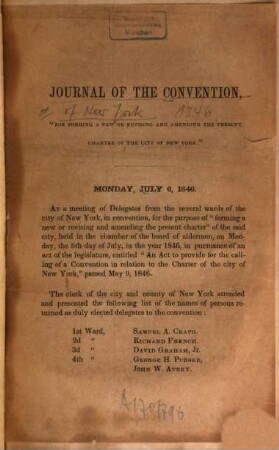 JOURNAL OF THE CONVENTION,
of New York 1846
"FOR FORMING A NEW OR REVISING AND AMENDING THE PRESENT
CHARTER OF THE CITY OF NEW YORK."
MONDAY, JULY 6, 1846.
At a meeting of Delegates from the several wards of the
city of New York, in convention, for the purpose of "forming a
new or revising and amending the present charter" of the said
city, held in the chamber of the board of aldermen, on Mon-
day, the 6th day of July, in the year 1846, in pursuance of an
act of the legislature, entitled "An Act to provide for the call-
ing of a Convention in relation to the Charter of the city of
New York," passed May 9, 1846.
The clerk of the city and county of New York attended
and presented the following list of the names of persons re-
turned as duly elected delegates to the convention:
1st Ward, SAMUEL A. CRAPO.
2d " RICHARD FRENCH.
3d " DAVID GRAHAM, Jr.
4th " GEORGE H. PURSER,
JOHN W. AVERY.